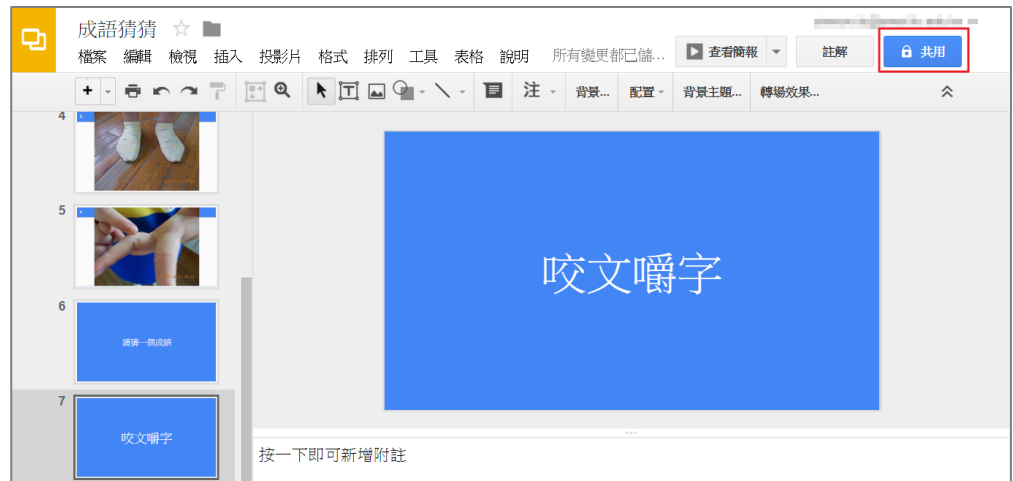 成語猜猜
檔案 編輯 檢視 插入 投影片 格式 排列 工具 表格 說明 所有變更都已儲...
查看簡報
註解
共用
注 背景... 配置 背景主題... 轉場效果...
4
5
6
請猜一個成語
7
咬文嚼字
咬文嚼字
按一下即可新增附註